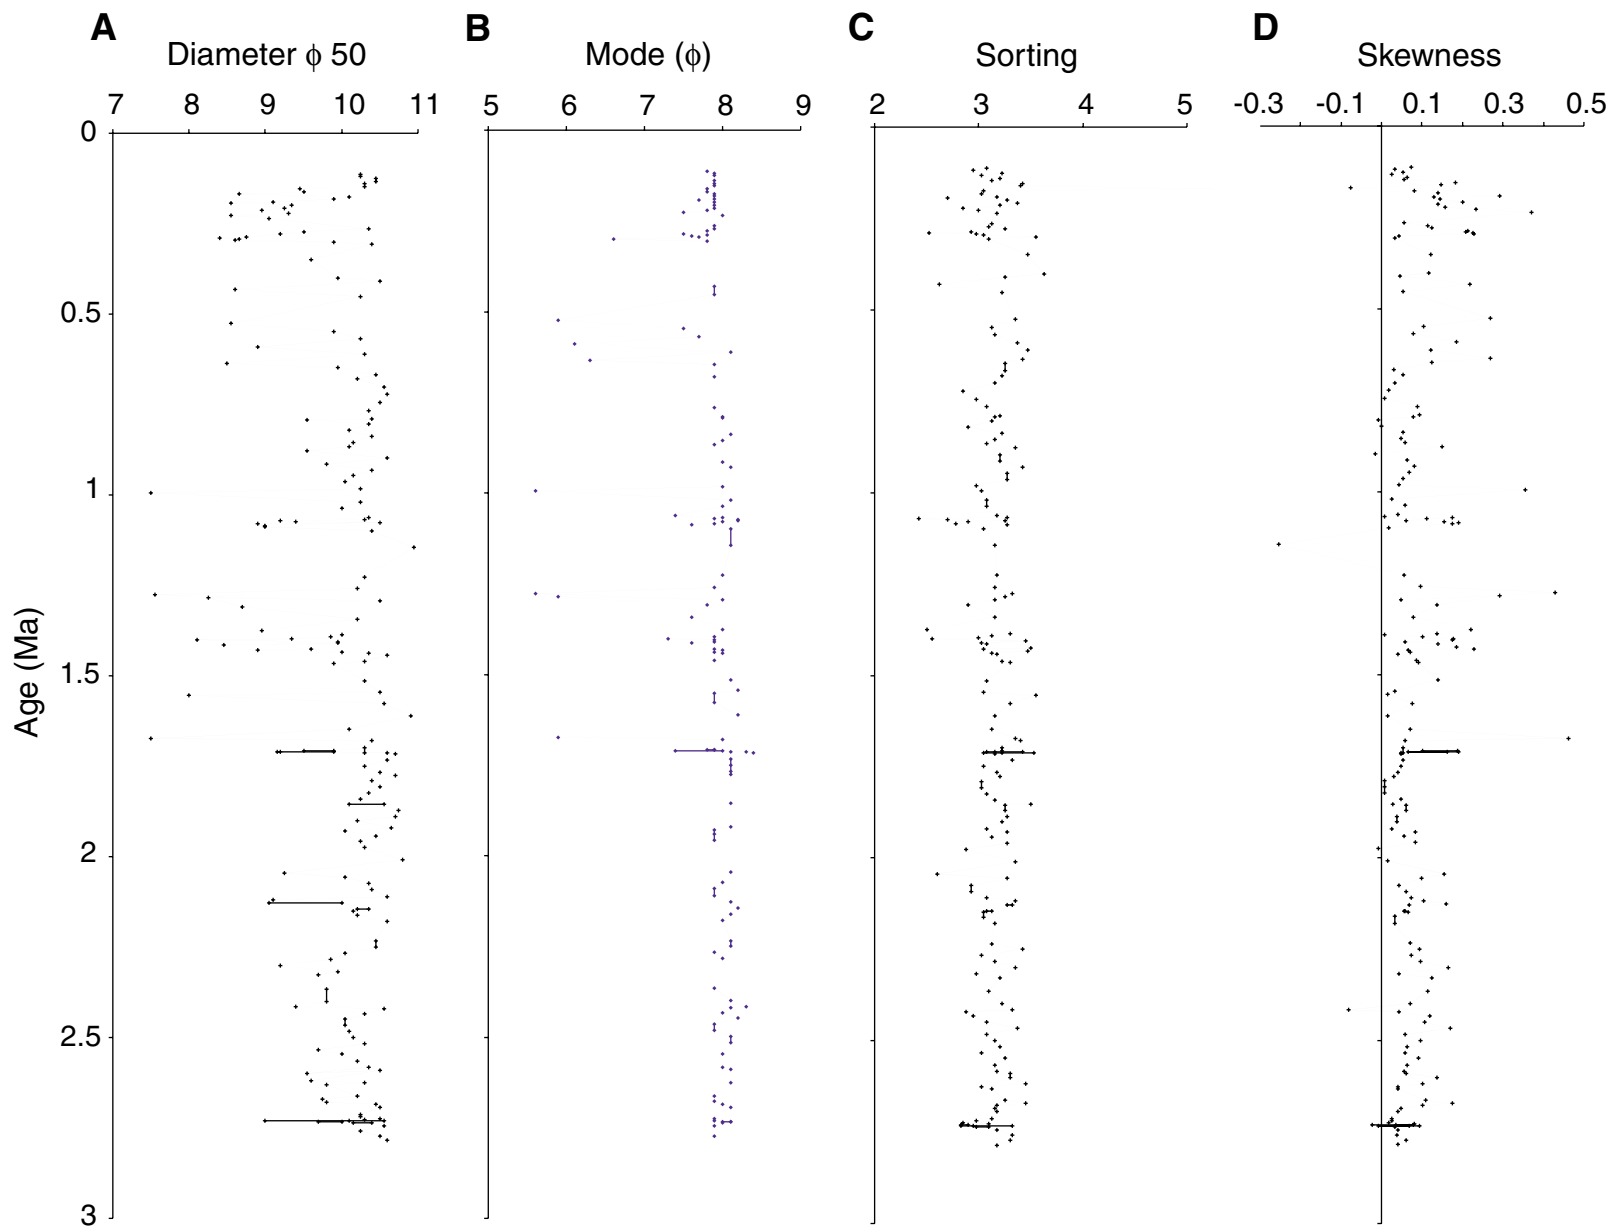 A B C D
Diameter ϕ 50 Mode (ϕ) Sorting Skewness
7 8 9 10 11 5 6 7 8 9 2 3 4 5 -0.3 -0.1 0.1 0.3 0.5
0
0.5
1
1.5
2
2.5
3
Age (Ma)